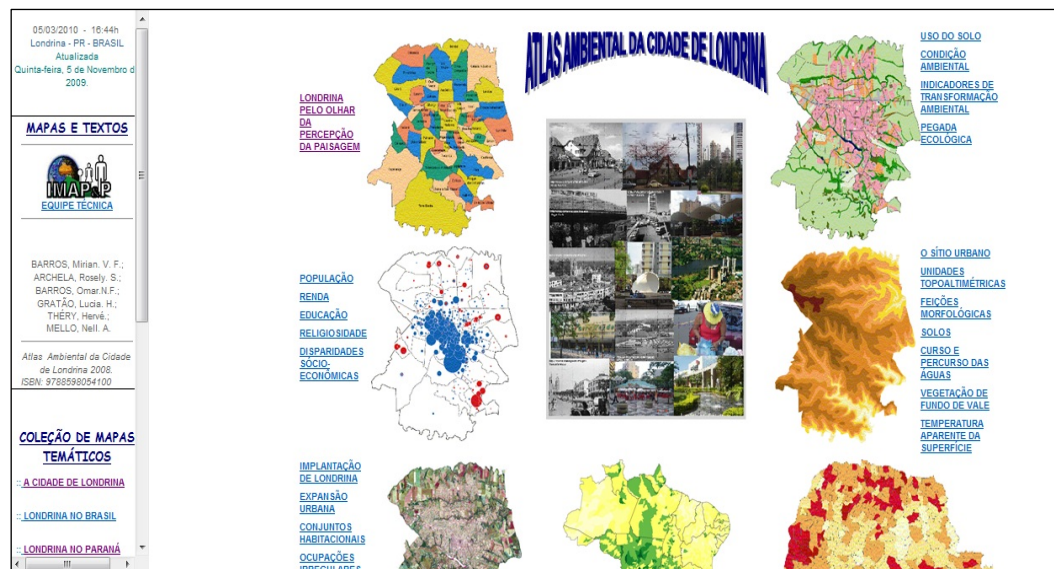 05/03/2010 - 16:44h
Londrina - PR - BRASIL
Atualizada
Quinta-feira, 5 de Novembro d
2009.
MAPAS E TEXTOS
IMAP&P
EQUIPE TÉCNICA
BARROS, Mirian. V. F.;
ARCHELA, Rosely. S.;
BARROS, Omar.N.F.;
GRATÃO, Lucia. H.;
THÉRY, Hervé.;
MELLO, Nell. A.
Atlas Ambiental da Cidade
de Londrina 2008.
ISBN: 9788598054100
COLEÇÃO DE MAPAS
TEMÁTICOS
:: A CIDADE DE LONDRINA
:: LONDRINA NO BRASIL
:: LONDRINA NO PARANÁ
ATLAS AMBIENTAL DA CIDADE DE LONDRINA
LONDRINA
PELO OLHAR
DA
PERCEPÇÃO
DA PAISAGEM
POPULAÇÃO
RENDA
EDUCAÇÃO
RELIGIOSIDADE
DISPARIDADES
SÓCIO-
ECONÔMICAS
IMPLANTAÇÃO
DE LONDRINA
EXPANSÃO
URBANA
CONJUNTOS
HABITACIONAIS
OCUPAÇÕES
IRREGULARES
USO DO SOLO
CONDIÇÃO
AMBIENTAL
INDICADORES DE
TRANSFORMAÇÃO
AMBIENTAL
PEGADA
ECOLÓGICA
O SÍTIO URBANO
UNIDADES
TOPOALTIMÉTRICAS
FEIÇÕES
MORFOLÓGICAS
SOLOS
CURSO E
PERCURSO DAS
ÁGUAS
VEGETAÇÃO DE
FUNDO DE VALE
TEMPERATURA
APARENTE DA
SUPERFÍCIE